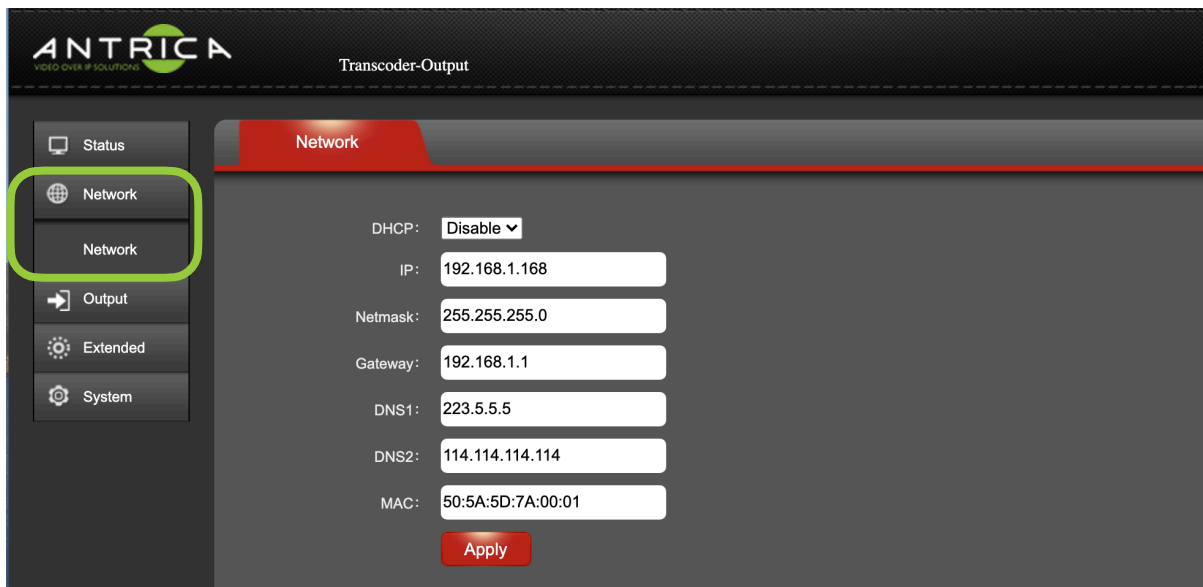 ANTRICA
VIDEO OVER IP SOLUTIONS
Transcoder-Output
Status
Network
Network
Output
Extended
System
Network
DHCP: Disable
IP: 192.168.1.168
Netmask: 255.255.255.0
Gateway: 192.168.1.1
DNS1: 223.5.5.5
DNS2: 114.114.114.114
MAC: 50:5A:5D:7A:00:01
Apply